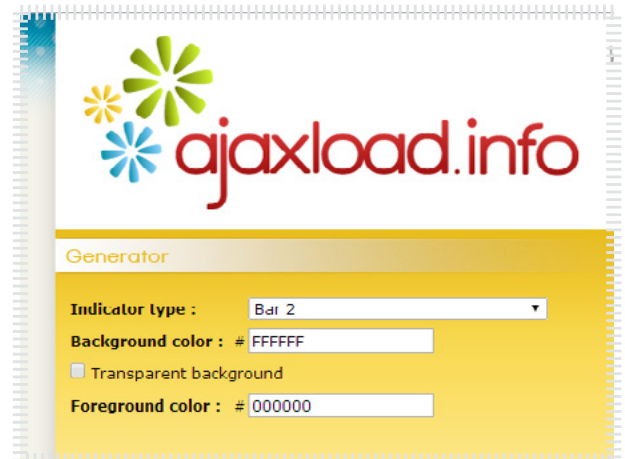 ajaxload.info
Generator
Indicator type : Bar 2
Background color : # FFFFFF
Transparent background
Foreground color : # 000000